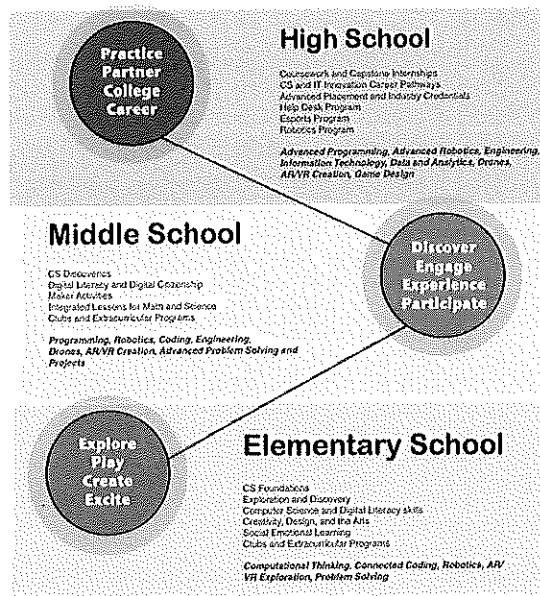 Practice
Partner
College
Career
High School
Coursework and Capstone Internships
CS and IT Innovation Career Pathways
Advanced Placement and Industry Credentials
Help Desk Program
Esports Program
Robotics Program
Advanced Programming, Advanced Robotics, Engineering,
Information Technology, Data and Analytics, Drones,
AR/VR Creation, Game Design
Middle School
CS Discoveries
Digital Literacy and Digital Citizenship
Maker Activities
Integrated Lessons for Math and Science
Clubs and Extracurricular Programs
Programming, Robotics, Coding, Engineering,
Drones, AR/VR Creation, Advanced Problem Solving and
Projects
Discover
Engage
Experience
Participate
Explore
Play
Create
Excite
Elementary School
CS Foundations
Exploration and Discovery
Computer Science and Digital Literacy skills
Creativity, Design, and the Arts
Social Emotional Learning
Clubs and Extracurricular Programs
Computational Thinking, Connected Coding, Robotics, AR/
VR Exploration, Problem Solving